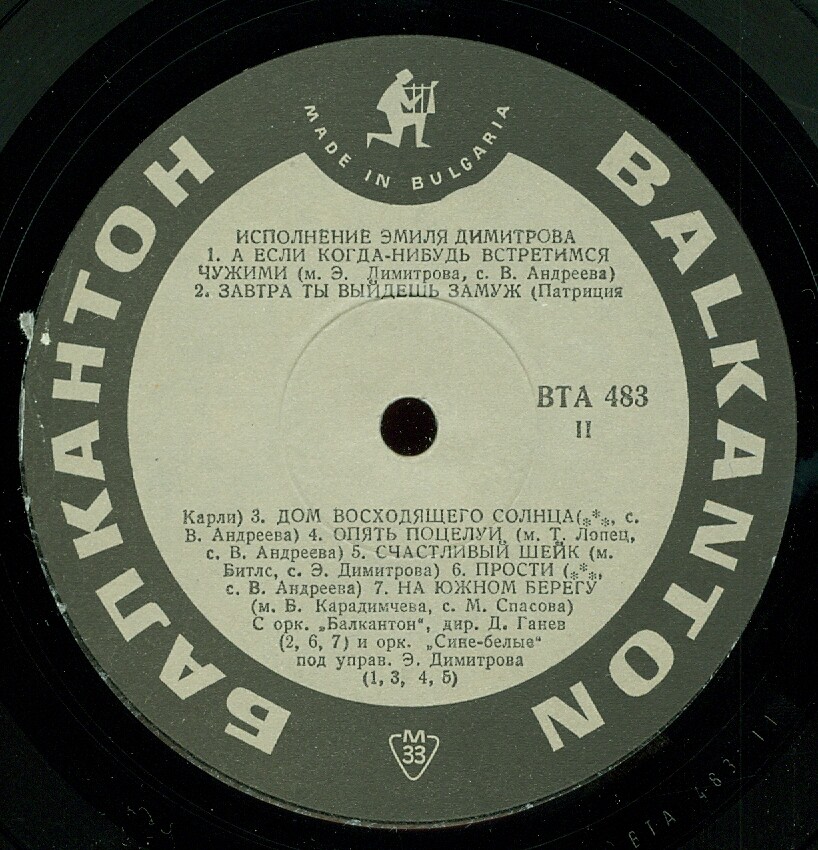 MADE IN BULGARIA
БАЛКАНТОН
BALKANTON
ИСПОЛНЕНИЕ ЭМИЛЯ ДИМИТРОВА
1. А ЕСЛИ КОГДА-НИБУДЬ ВСТРЕТИМСЯ
ЧУЖИМИ (м. Э. Димитрова, с. В. Андреева)
2. ЗАВТРА ТЫ ВЫЙДЕШЬ ЗАМУЖ (Патриция
ВТА 483
II
Карли) 3. ДОМ ВОСХОДЯЩЕГО СОЛНЦА(***, с.
В. Андреева) 4. ОПЯТЬ ПОЦЕЛУИ, (м. Т. Лопец,
с. В. Андреева) 5. СЧАСТЛИВЫЙ ШЕЙК (м.
Битлс, с. Э. Димитрова) 6. ПРОСТИ (***,
с. В. Андреева) 7. НА ЮЖНОМ БЕРЕГУ
(м. Б. Карадимчева, с. М. Спасова)
С орк. „Балкантон“, дир. Д. Ганев
(2, 6, 7) и орк. „Сине-белые“
под управ. Э. Димитрова
(1, 3, 4, 5)
М
33
ВТА 483 II